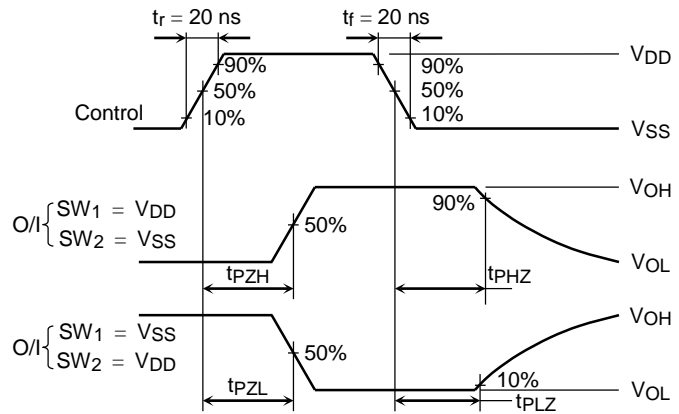 tr = 20 ns
tf = 20 ns
VDD
90%
90%
50%
50%
Control
10%
10%
VSS
VOH
O/I
SW1 = VDD
SW2 = VSS
90%
50%
tPZH
tPHZ
VOL
VOH
O/I
SW1 = VSS
SW2 = VDD
50%
10%
VOL
tPZL
tPLZ